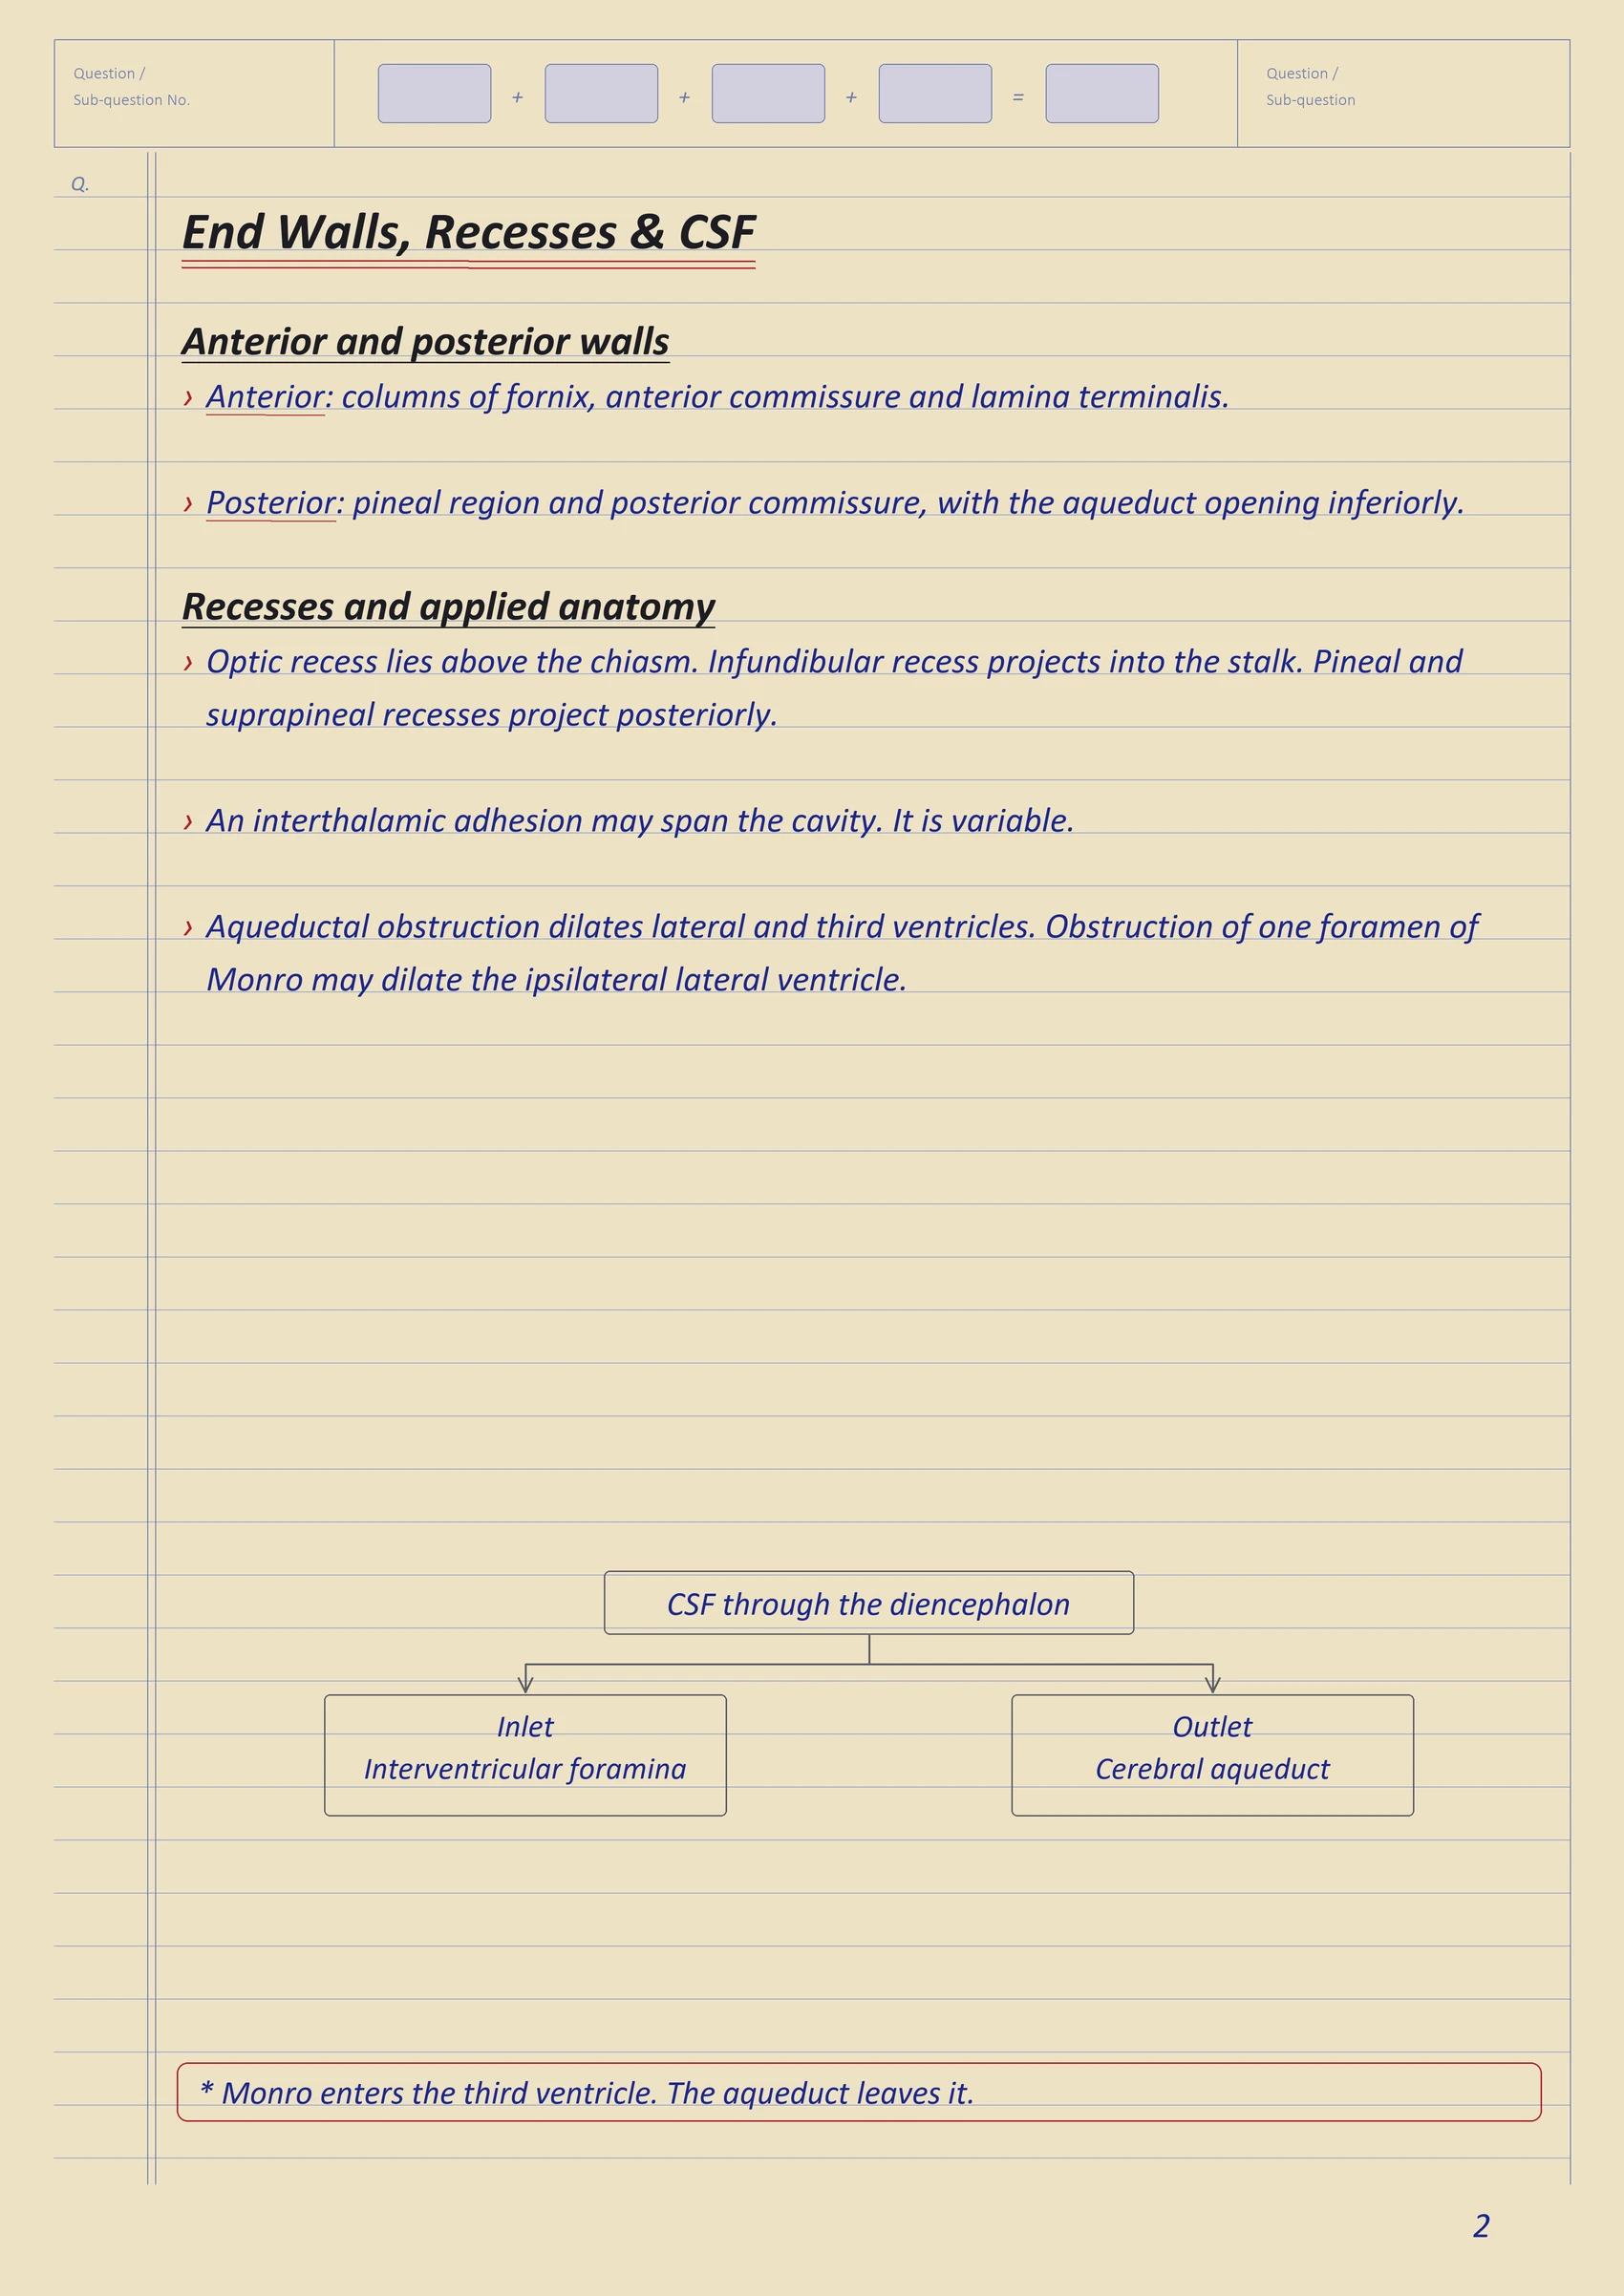 Question /
Sub-question No.
+ + + =
Question /
Sub-question
Q.
End Walls, Recesses & CSF
Anterior and posterior walls
› Anterior: columns of fornix, anterior commissure and lamina terminalis.
› Posterior: pineal region and posterior commissure, with the aqueduct opening inferiorly.
Recesses and applied anatomy
› Optic recess lies above the chiasm. Infundibular recess projects into the stalk. Pineal and
suprapineal recesses project posteriorly.
› An interthalamic adhesion may span the cavity. It is variable.
› Aqueductal obstruction dilates lateral and third ventricles. Obstruction of one foramen of
Monro may dilate the ipsilateral lateral ventricle.
CSF through the diencephalon
Inlet
Interventricular foramina
Outlet
Cerebral aqueduct
* Monro enters the third ventricle. The aqueduct leaves it.
2